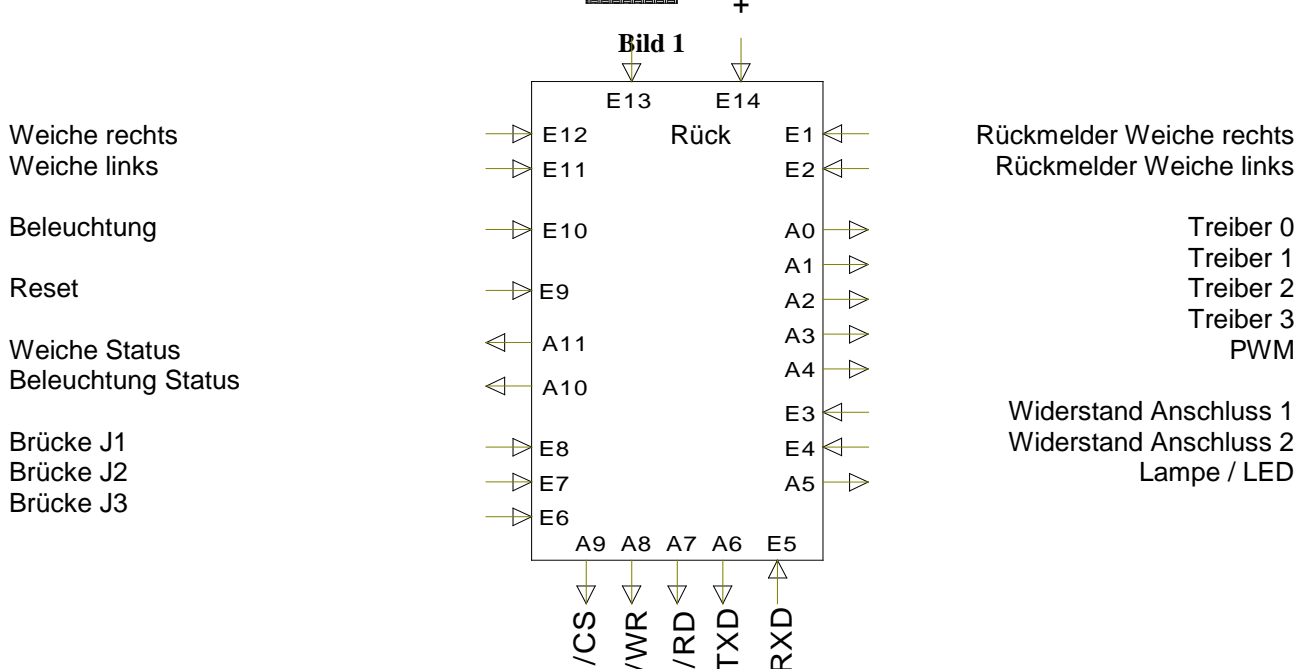 +
Bild 1
E13 E14
Weiche rechts E12 Rück E1 Rückmelder Weiche rechts
Weiche links E11 E2 Rückmelder Weiche links
Beleuchtung E10 A0 Treiber 0
A1 Treiber 1
Reset E9 A2 Treiber 2
A3 Treiber 3
Weiche Status A11 A4 PWM
Beleuchtung Status A10
E3 Widerstand Anschluss 1
Brücke J1 E8 E4 Widerstand Anschluss 2
Brücke J2 E7 A5 Lampe / LED
Brücke J3 E6
A9 A8 A7 A6 E5
/CS /WR /RD TXD RXD